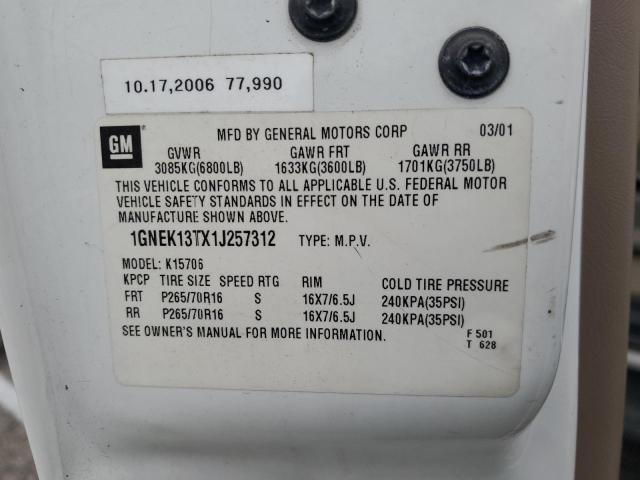 10.17,2006 77,990
GM
MFD BY GENERAL MOTORS CORP 03/01
GVWR GAWR FRT GAWR RR
3085KG(6800LB) 1633KG(3600LB) 1701KG(3750LB)
THIS VEHICLE CONFORMS TO ALL APPLICABLE U.S. FEDERAL MOTOR
VEHICLE SAFETY STANDARDS IN EFFECT ON THE DATE OF
MANUFACTURE SHOWN ABOVE.
1GNEK13TX1J257312 TYPE: M.P.V.
MODEL: K15706
KPCP TIRE SIZE SPEED RTG RIM COLD TIRE PRESSURE
FRT P265/70R16 S 16X7/6.5J 240KPA(35PSI)
RR P265/70R16 S 16X7/6.5J 240KPA(35PSI)
SEE OWNER'S MANUAL FOR MORE INFORMATION. F 501
T 628